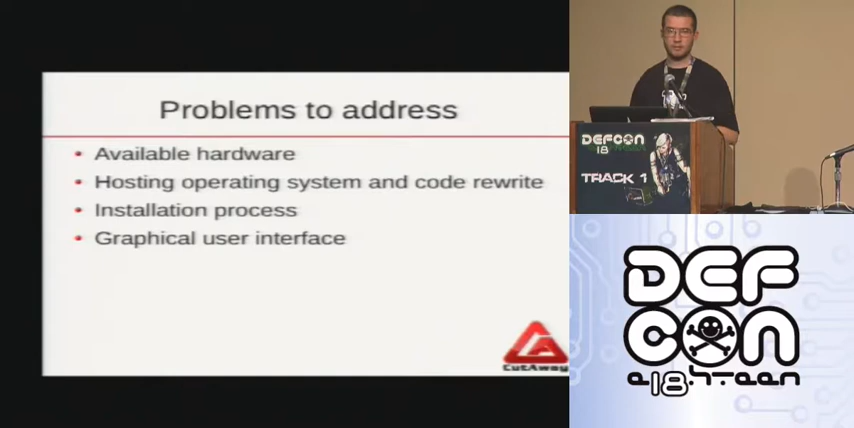 Problems to address
• Available hardware
• Hosting operating system and code rewrite
• Installation process
• Graphical user interface
CutAway
DEFCON
18
TRACK 1
DEF
CON
e18hteen